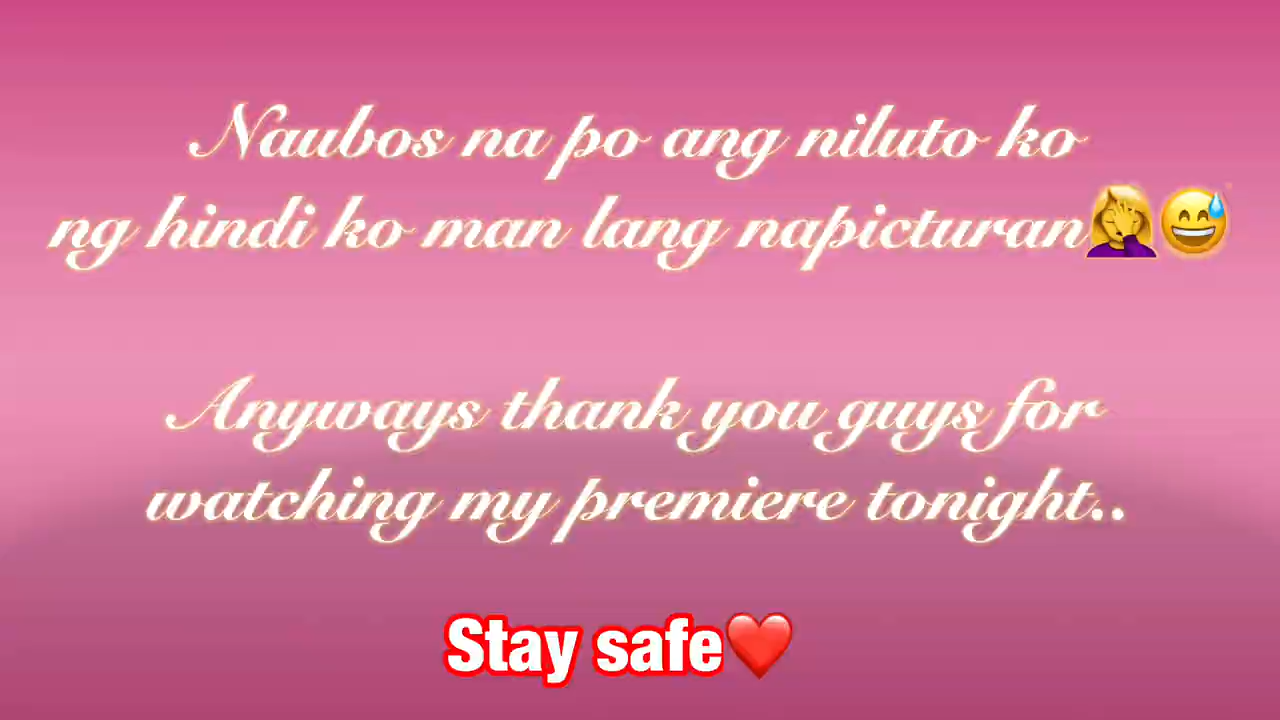 Naubos na po ang niluto ko
ng hindi ko man lang napicturan🤦‍♀️😅
Anyways thank you guys for
watching my premiere tonight..
Stay safe❤️